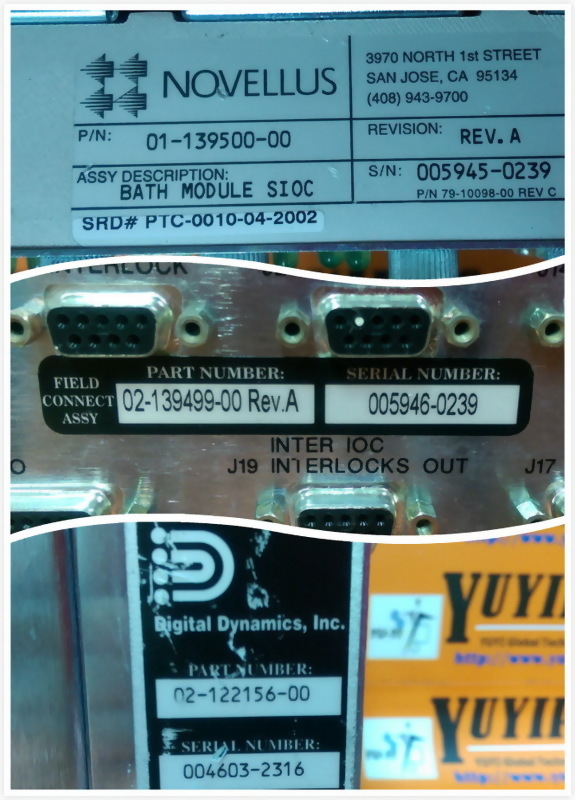 NOVELLUS
3970 NORTH 1st STREET
SAN JOSE, CA 95134
(408) 943-9700
P/N: 01-139500-00
REVISION: REV. A
ASSY DESCRIPTION:
BATH MODULE SIOC
S/N: 005945-0239
P/N 79-10098-00 REV C
SRD# PTC-0010-04-2002
INTERLOCK
FIELD CONNECT ASSY
PART NUMBER:
02-139499-00 Rev.A
SERIAL NUMBER:
005946-0239
INTER IOC
J19 INTERLOCKS OUT
J17
Digital Dynamics, Inc.
PART NUMBER:
02-122156-00
SERIAL NUMBER:
004603-2316